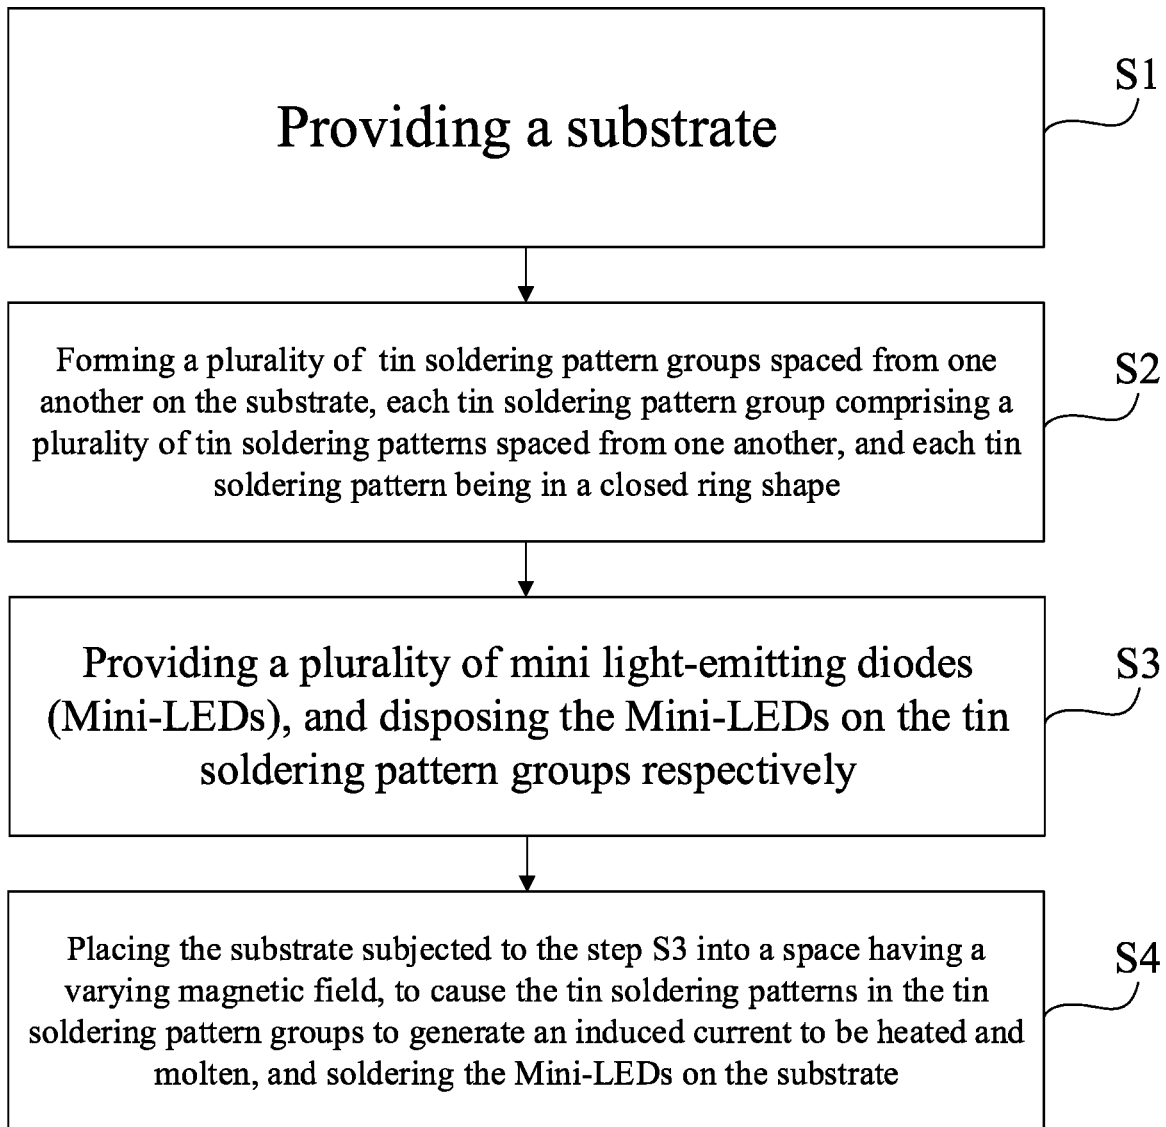 Providing a substrate
S1
Forming a plurality of tin soldering pattern groups spaced from one
another on the substrate, each tin soldering pattern group comprising a
plurality of tin soldering patterns spaced from one another, and each tin
soldering pattern being in a closed ring shape
S2
Providing a plurality of mini light-emitting diodes
(Mini-LEDs), and disposing the Mini-LEDs on the tin
soldering pattern groups respectively
S3
Placing the substrate subjected to the step S3 into a space having a
varying magnetic field, to cause the tin soldering patterns in the tin
soldering pattern groups to generate an induced current to be heated and
molten, and soldering the Mini-LEDs on the substrate
S4